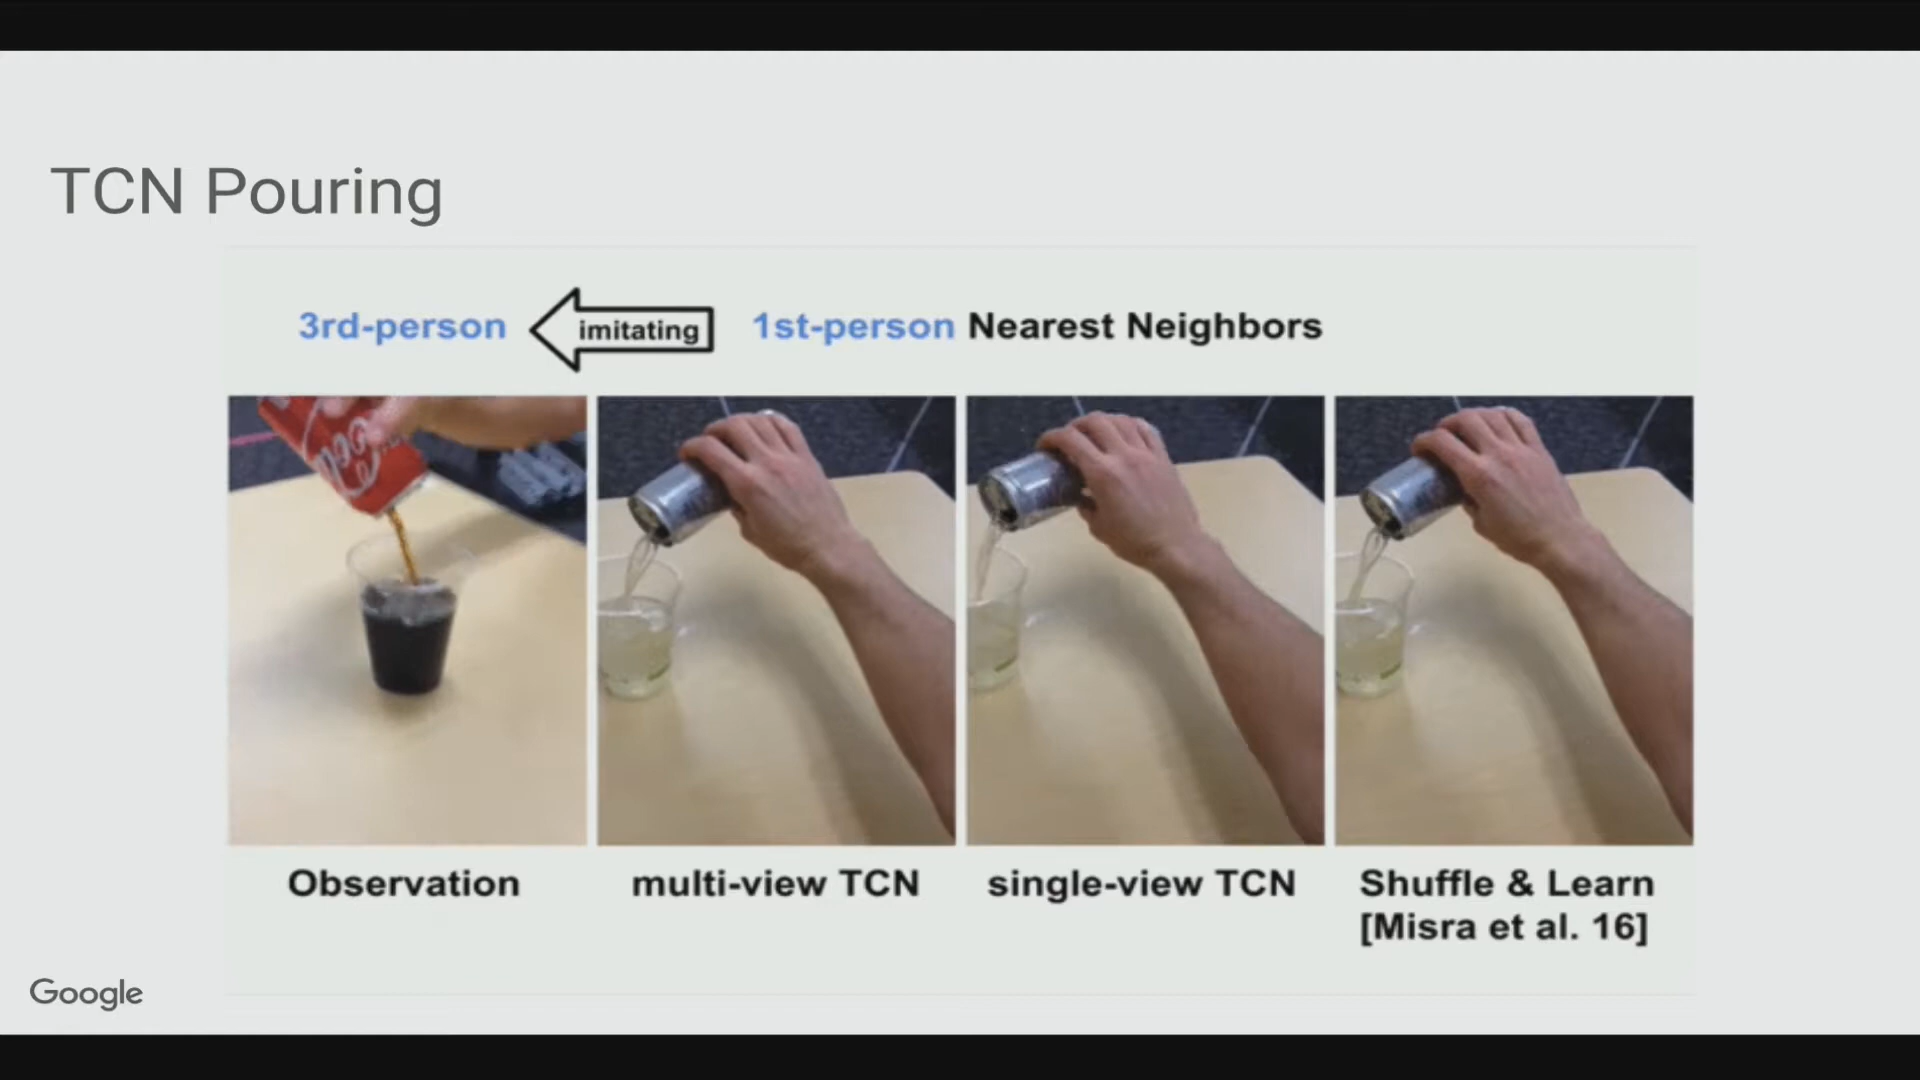 TCN Pouring
3rd-person
imitating
1st-person Nearest Neighbors
Observation
multi-view TCN
single-view TCN
Shuffle & Learn
[Misra et al. 16]
Google